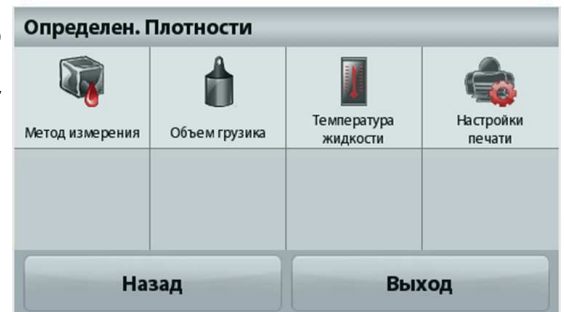 Определен. Плотности
Метод измерения
Объем грузика
Температура
жидкости
Настройки
печати
Назад
Выход